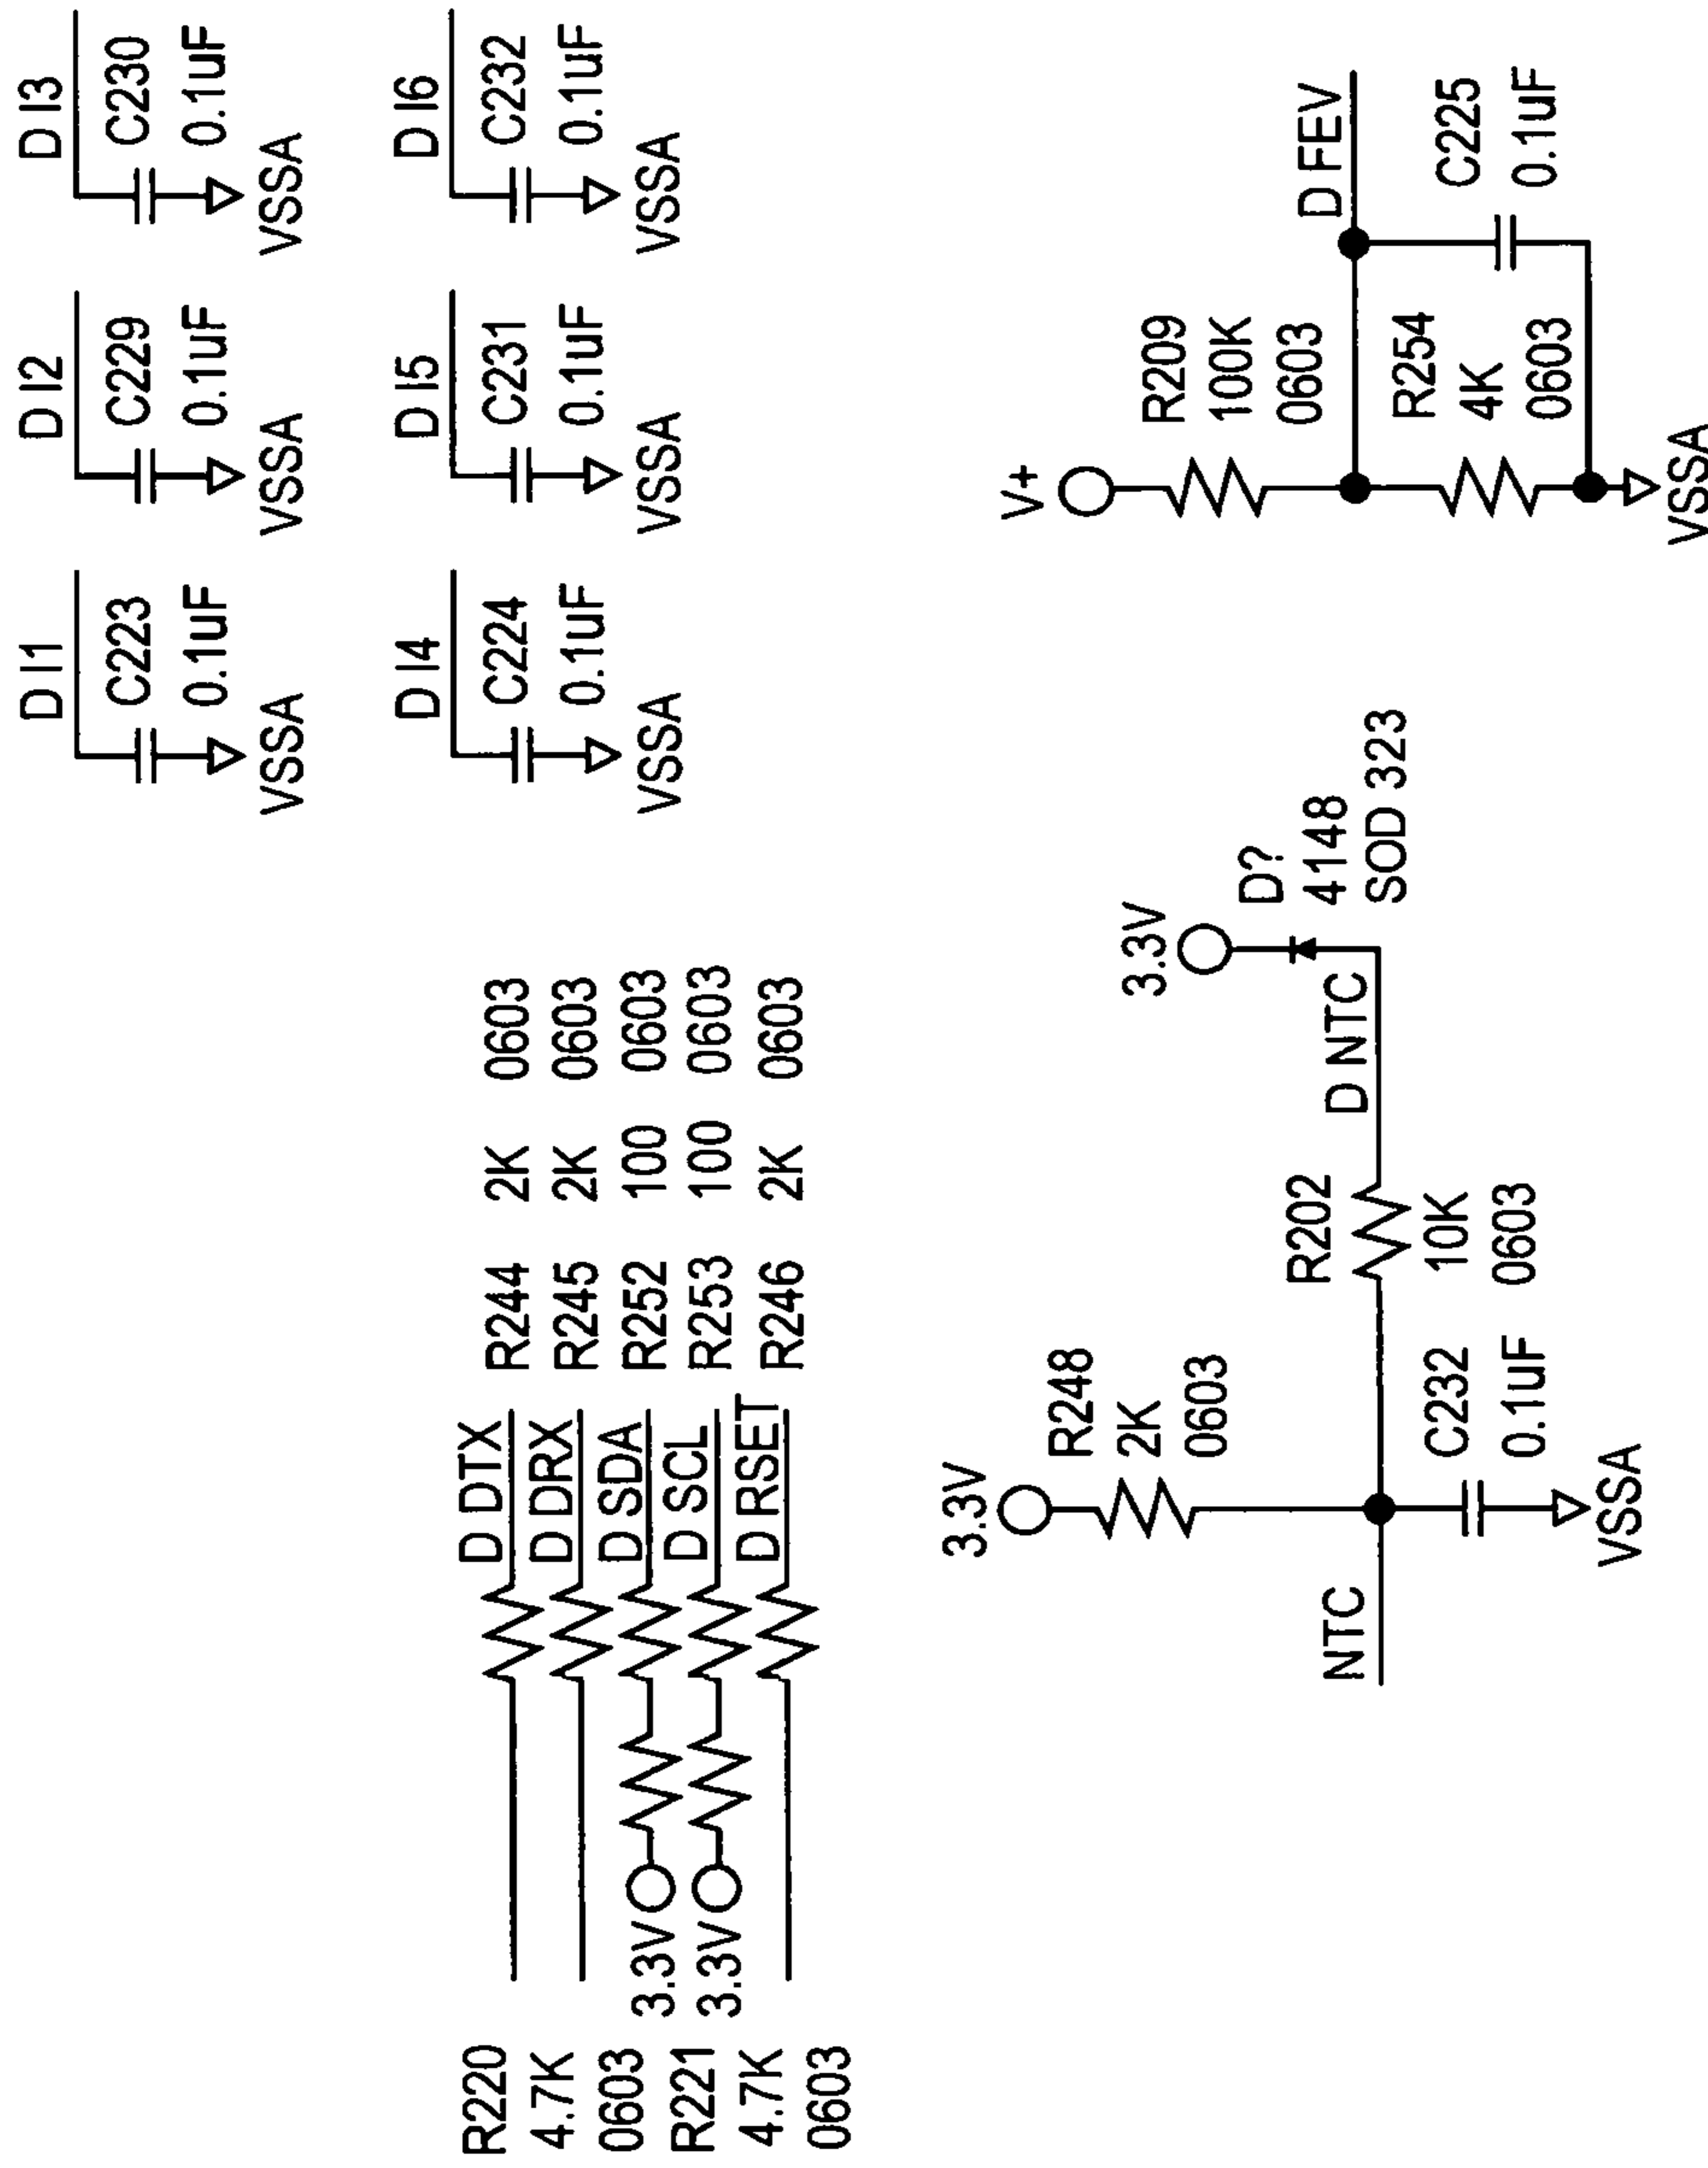 D I1
C223
0.1uF
VSSA
D I2
C229
0.1uF
VSSA
D I3
C230
0.1uF
VSSA
D I4
C224
0.1uF
VSSA
D I5
C231
0.1uF
VSSA
D I6
C232
0.1uF
VSSA
R220
4.7K
0603
R221
4.7K
0603
3.3V
3.3V
D DTX
D DRX
D SDA
D SCL
D RSET
R244 2K 0603
R245 2K 0603
R252 100 0603
R253 100 0603
R246 2K 0603
3.3V
R248
2K
0603
NTC
C232
0.1uF
VSSA
R202
10K
0603
D NTC
3.3V
D?
4148
SOD 323
V+
R209
100K
0603
D FEV
R254
4K
0603
C225
0.1uF
VSSA